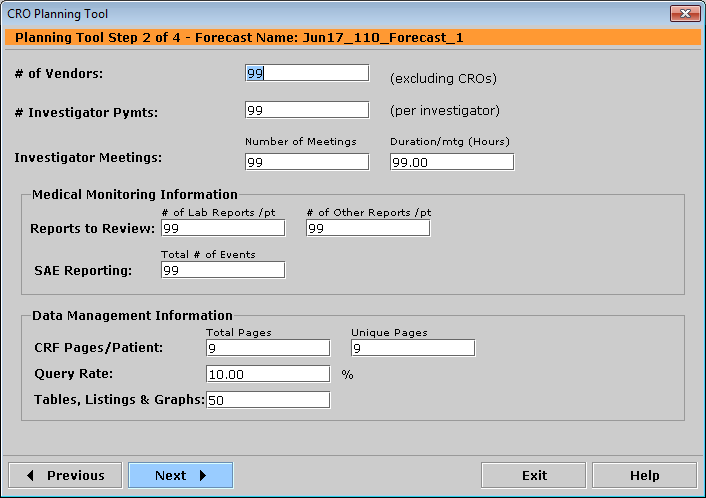 CRO Planning Tool
Planning Tool Step 2 of 4 - Forecast Name: Jun17_110_Forecast_1
# of Vendors: 99 (excluding CROs)
# Investigator Pymts: 99 (per investigator)
Number of Meetings Duration/mtg (Hours)
Investigator Meetings: 99 99.00
Medical Monitoring Information
# of Lab Reports /pt # of Other Reports /pt
Reports to Review: 99 99
Total # of Events
SAE Reporting: 99
Data Management Information
Total Pages Unique Pages
CRF Pages/Patient: 9 9
Query Rate: 10.00 %
Tables, Listings & Graphs: 50
Previous Next Exit Help